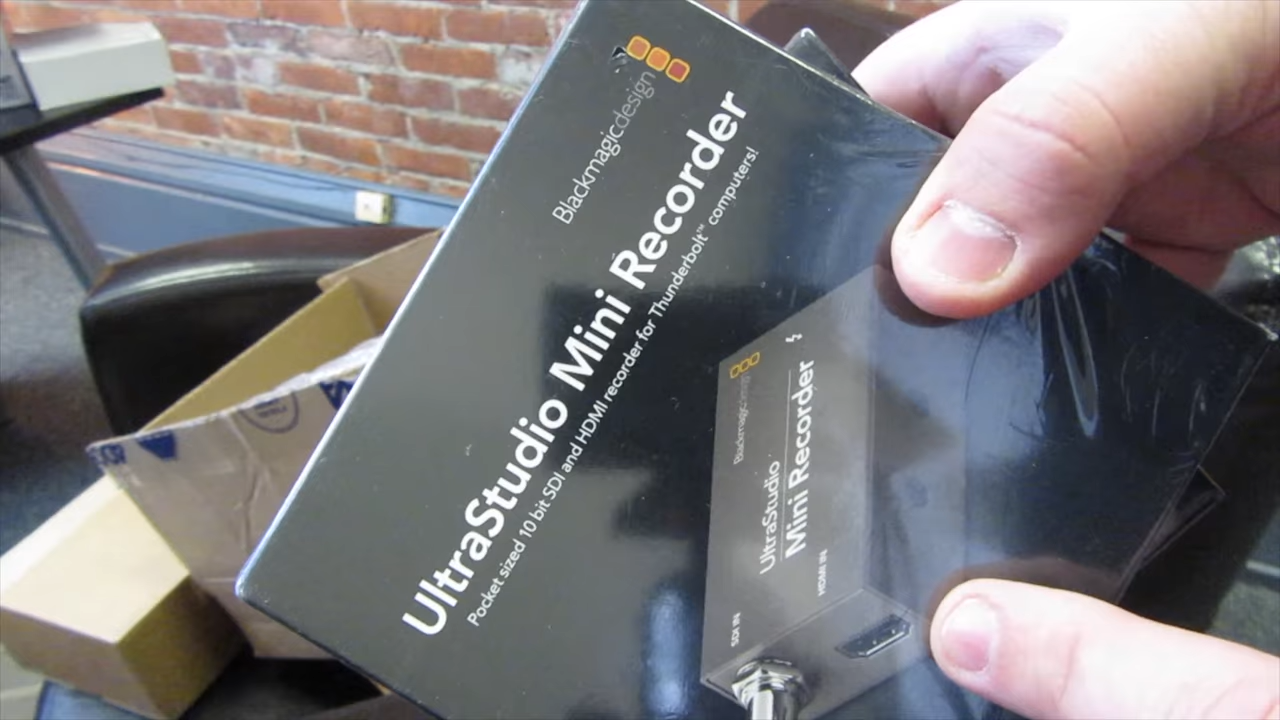 Blackmagicdesign
UltraStudio Mini Recorder
Pocket sized 10 bit SDI and HDMI recorder for Thunderbolt™ computers!
Blackmagicdesign
UltraStudio
Mini Recorder
SDI IN
HDMI IN